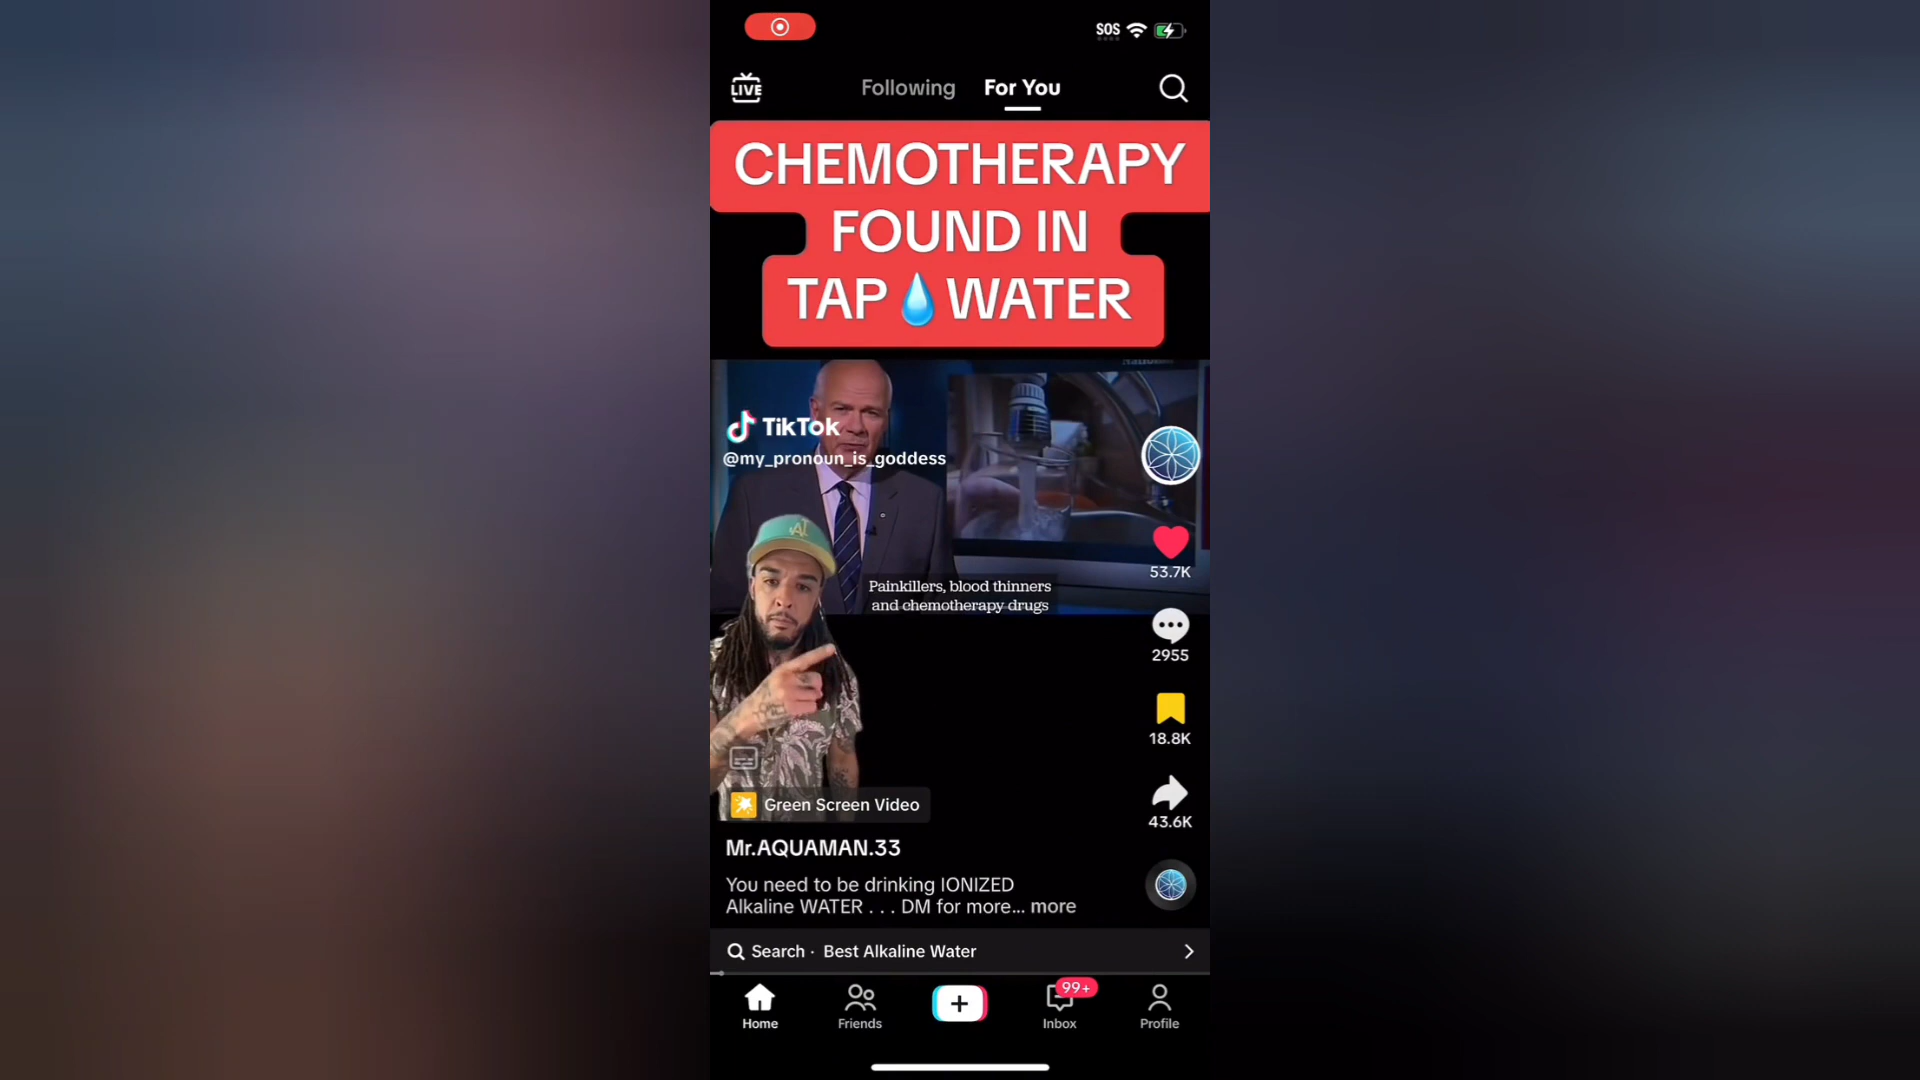 SOS
LIVE
Following
For You
CHEMOTHERAPY
FOUND IN
TAP💧WATER
National
TikTok
@my_pronoun_is_goddess
Painkillers, blood thinners
and chemotherapy drugs
53.7K
2955
18.8K
43.6K
Green Screen Video
Mr.AQUAMAN.33
You need to be drinking IONIZED
Alkaline WATER . . . DM for more... more
Search · Best Alkaline Water
99+
Home
Friends
Inbox
Profile